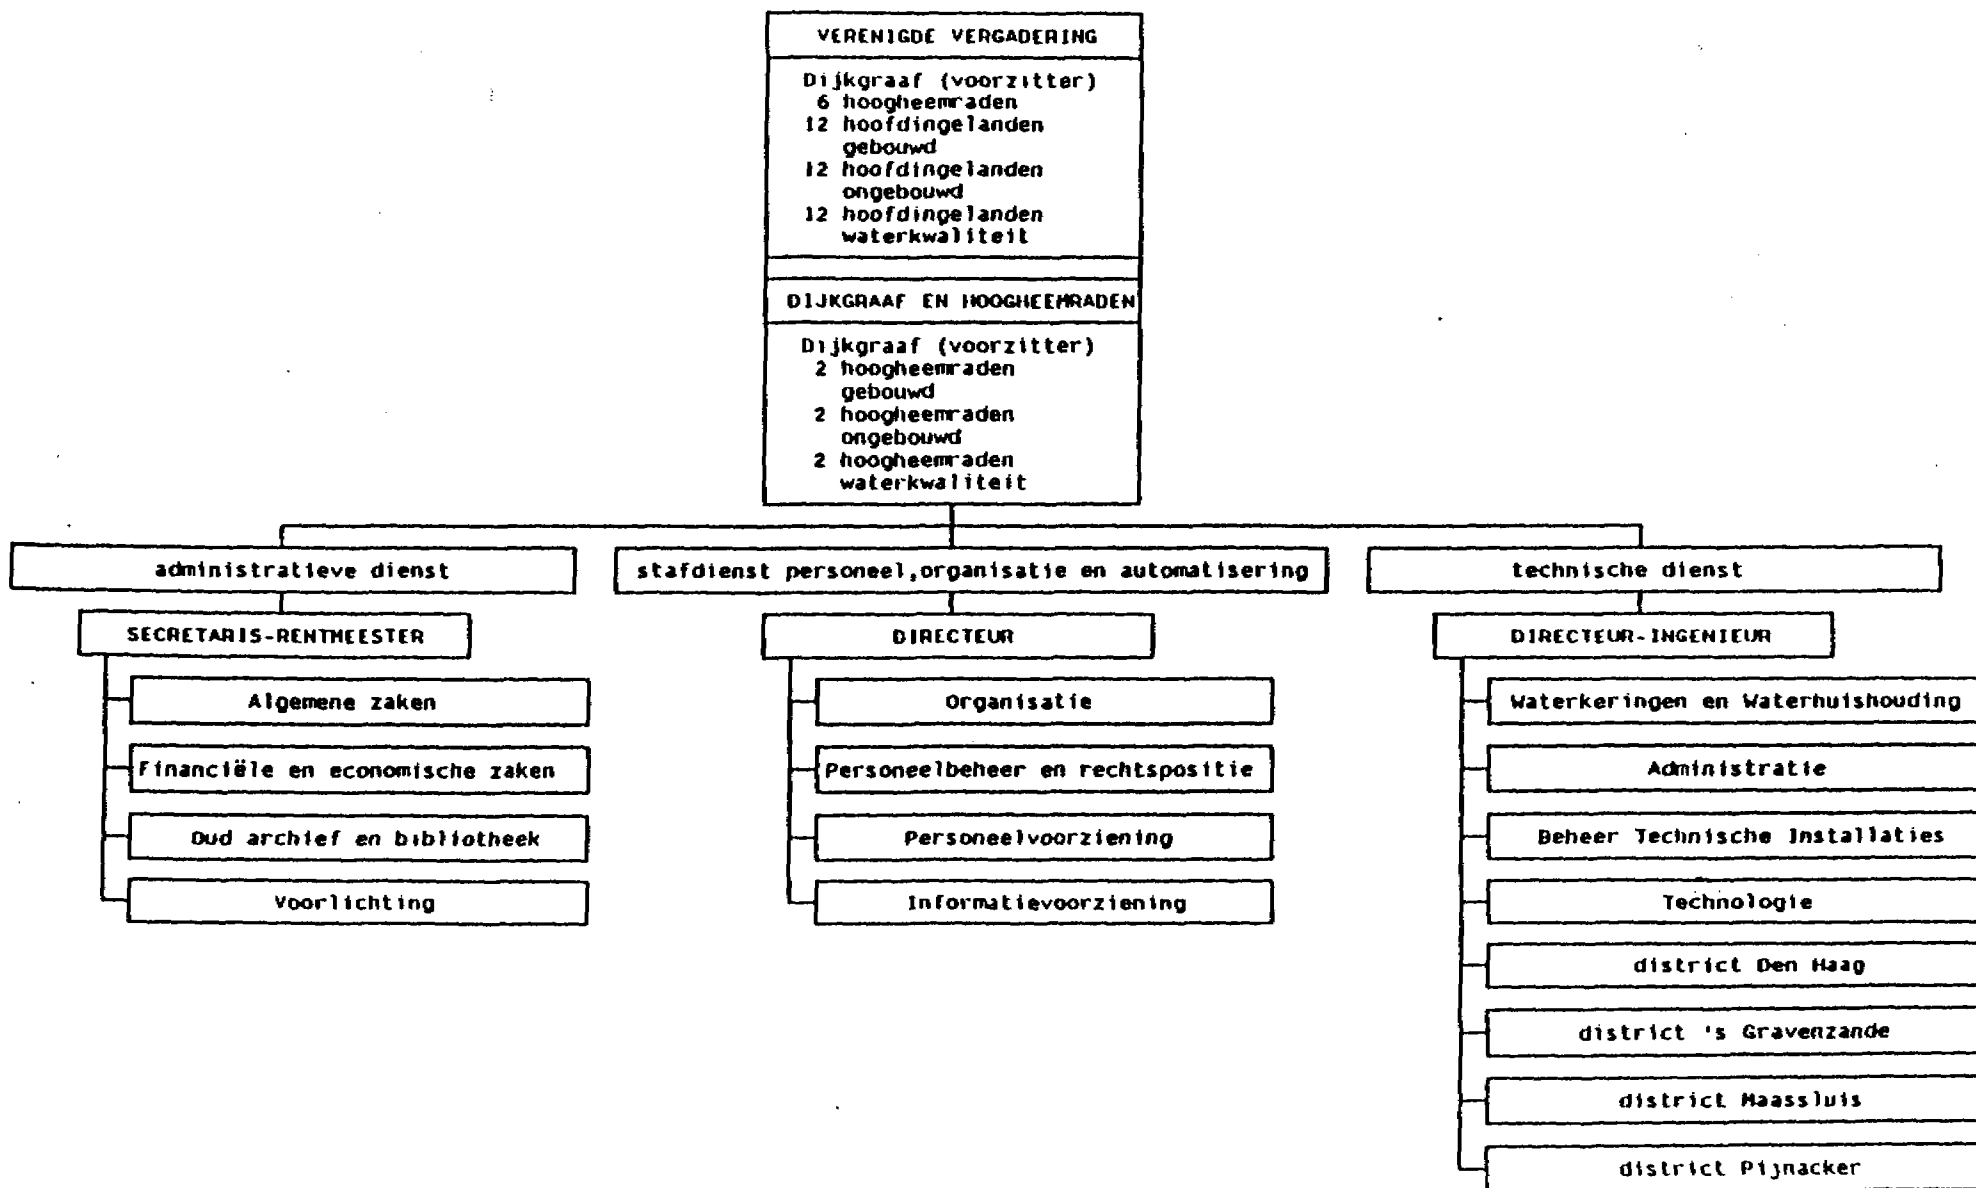 VERENIGDE VERGADERING
Dijkgraaf (voorzitter)
6 hoogheemraden
12 hoofdingelanden
gebouwd
12 hoofdingelanden
ongebouwd
12 hoofdingelanden
waterkwaliteit
DIJKGRAAF EN HOOGHEEMRADEN
Dijkgraaf (voorzitter)
2 hoogheemraden
gebouwd
2 hoogheemraden
ongebouwd
2 hoogheemraden
waterkwaliteit
administratieve dienst
SECRETARIS-RENTMEESTER
Algemene zaken
Financiële en economische zaken
Oud archief en bibliotheek
Voorlichting
stafdienst personeel,organisatie en automatisering
DIRECTEUR
Organisatie
Personeelbeheer en rechtspositie
Personeelvoorziening
Informatievoorziening
technische dienst
DIRECTEUR-INGENIEUR
Waterkeringen en Waterhuishouding
Administratie
Beheer Technische Installaties
Technologie
district Den Haag
district 's Gravenzande
district Maassluis
district Pijnacker